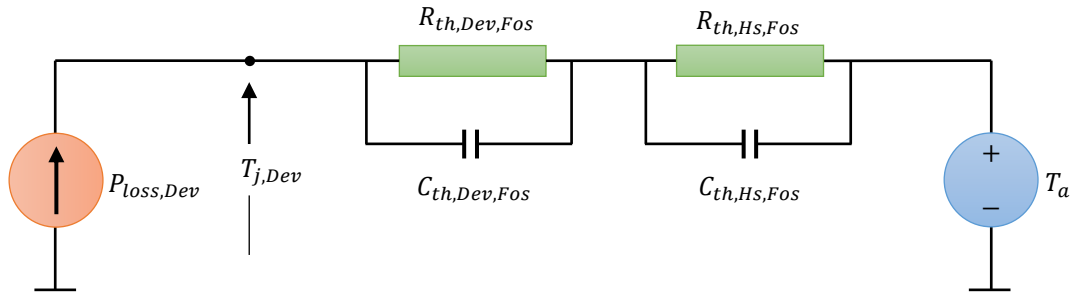 R_{th,Dev,Fos}
R_{th,Hs,Fos}
P_{loss,Dev}
T_{j,Dev}
C_{th,Dev,Fos}
C_{th,Hs,Fos}
+
−
T_a